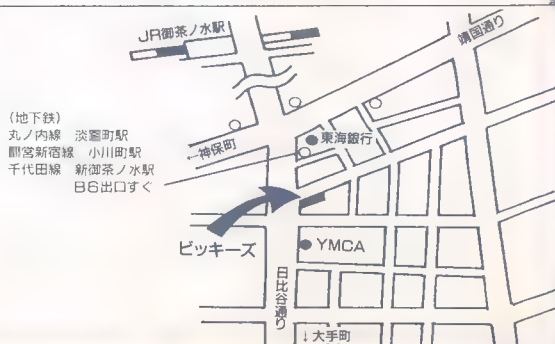 JR御茶ノ水駅
靖国通り
(地下鉄)
丸ノ内線 淡路町駅
都営新宿線 小川町駅
千代田線 新御茶ノ水駅
B6出口すぐ
←神保町
東海銀行
ビッキーズ
YMCA
日比谷通り
↓大手町